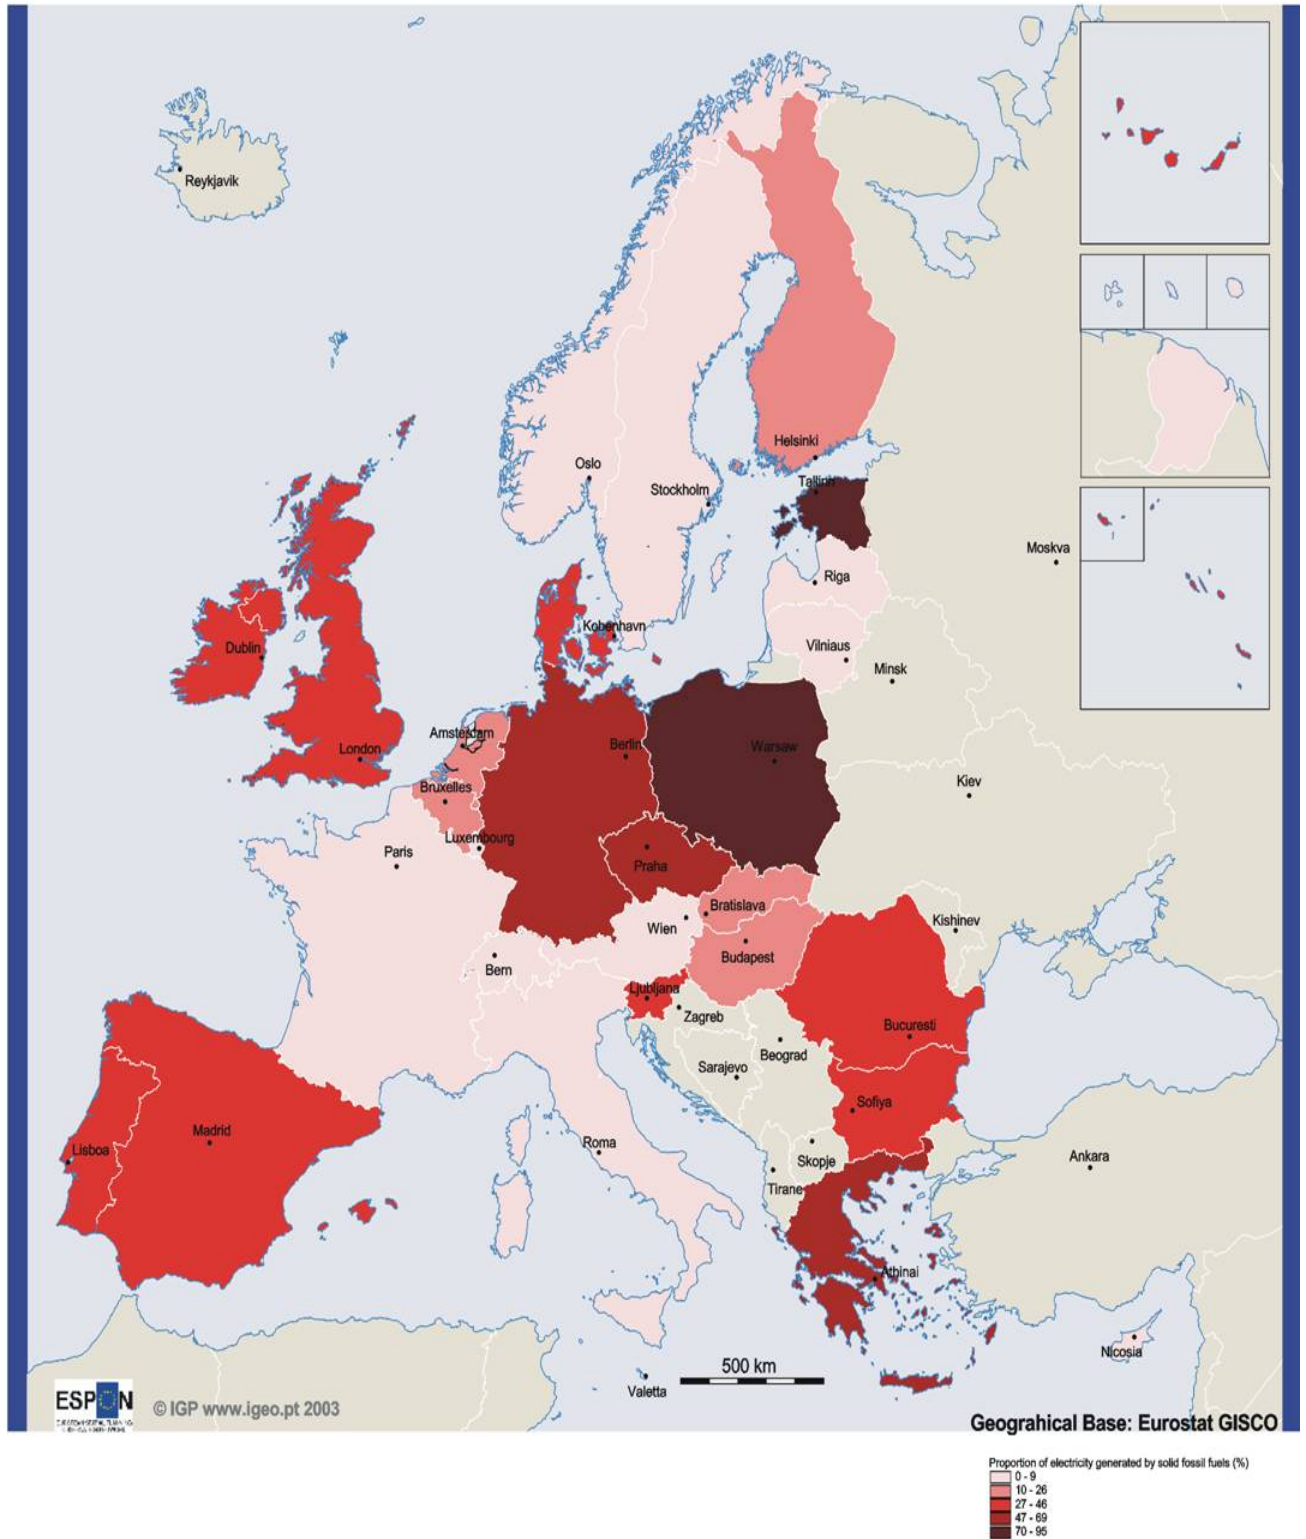 Reykjavik
Oslo
Helsinki
Stockholm
Tallinn
Moskva
Riga
Kobenhavn
Vilniaus
Dublin
Minsk
Amsterdam
Berlin
London
Warsaw
Kiev
Bruxelles
Luxembourg
Paris
Praha
Bratislava
Wien
Kishinev
Budapest
Bern
Ljubljana
Zagreb
Bucuresti
Beograd
Sarajevo
Sofiya
Madrid
Lisboa
Roma
Skopje
Ankara
Tirane
Athinai
Nicosia
500 km
Valetta
ESPON
© IGP www.igeo.pt 2003
Geograhical Base: Eurostat GISCO
Proportion of electricity generated by solid fossil fuels (%)
0 - 9
10 - 26
27 - 46
47 - 69
70 - 95